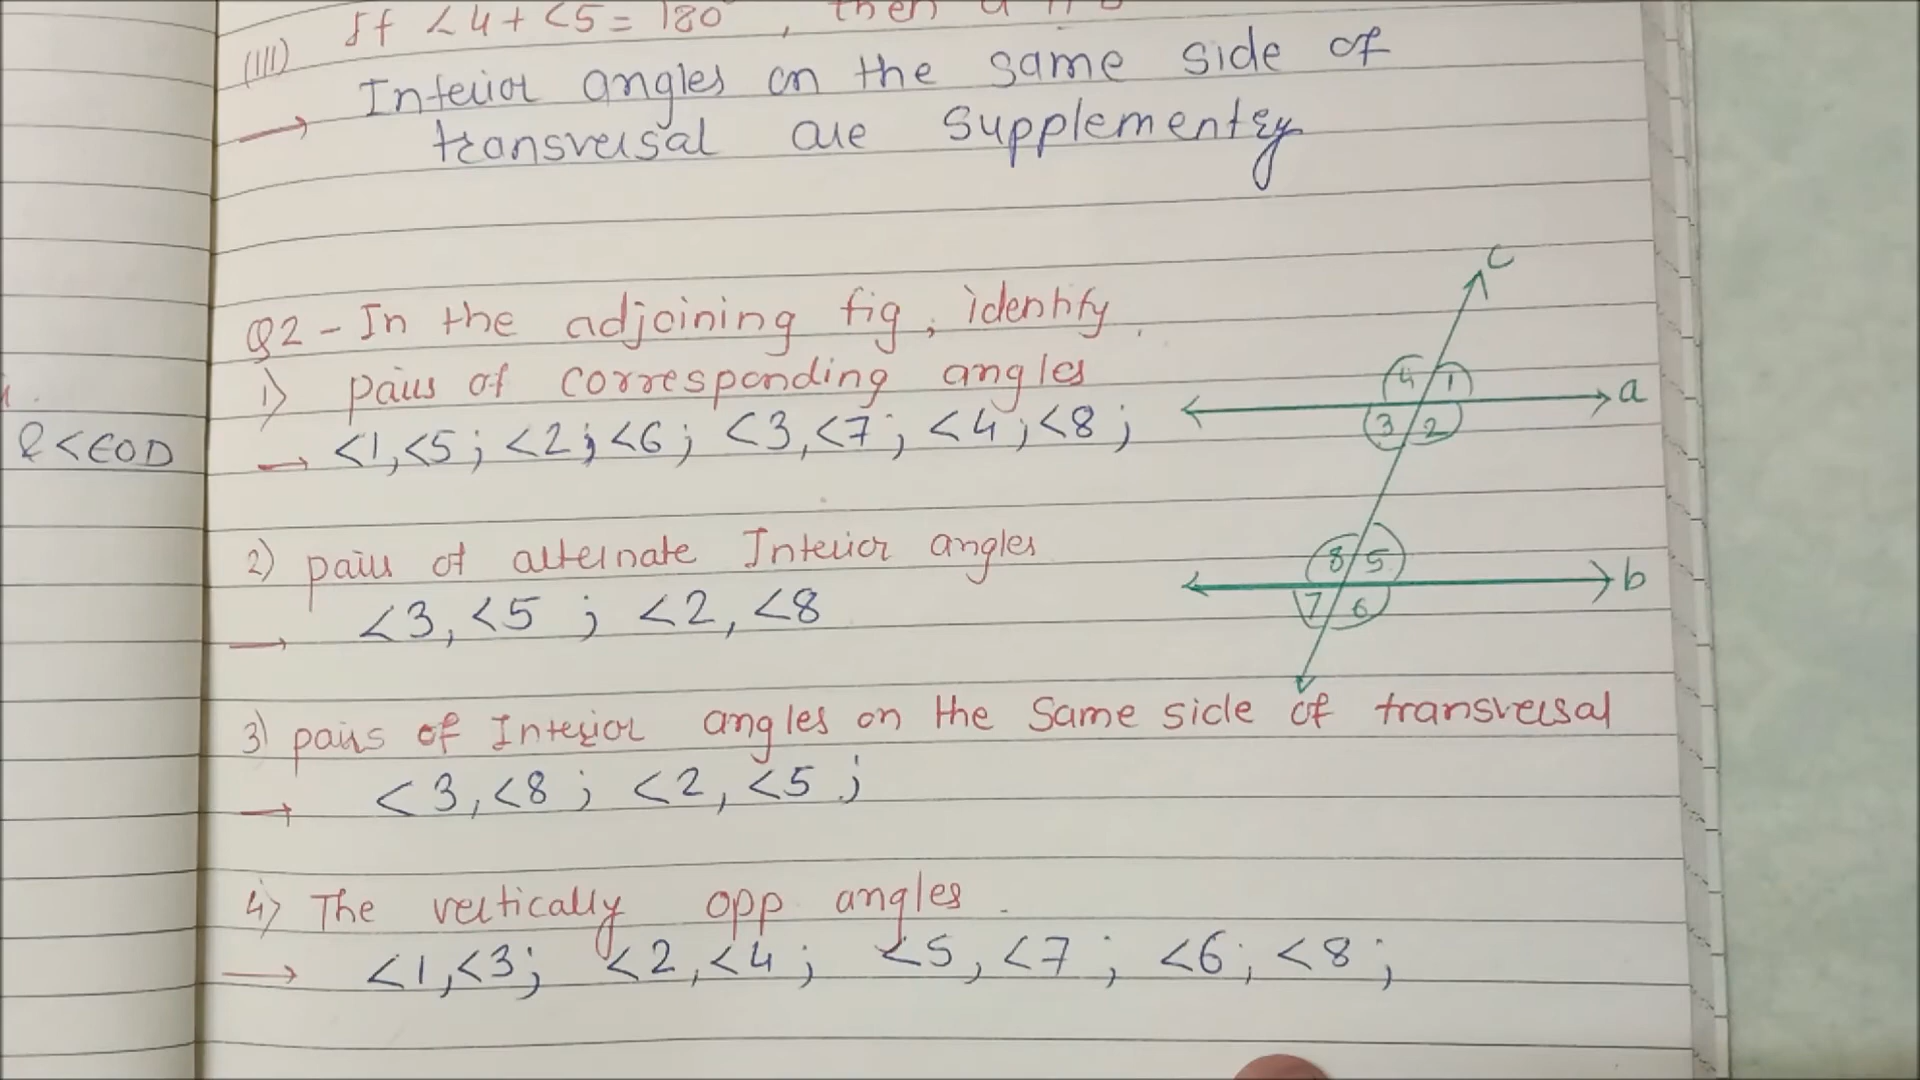 (III) If <4 + <5 = 180°, then a
Interior angles on the same side of
transversal are supplementry
Q2 - In the adjoining fig, identify
1) pairs of corresponding angles
<1, <5 ; <2 ; <6 ; <3, <7 ; <4 ; <8 ;
2) pairs of alternate Interior angles
<3, <5 ; <2, <8
3) pairs of Interior angles on the same side of transversal
<3, <8 ; <2, <5 ;
4) The vertically opp angles
<1, <3 ; <2, <4 ; <5, <7 ; <6 ; <8 ;
c
4 1
a
3 2
8 5
b
7 6
& <EOD